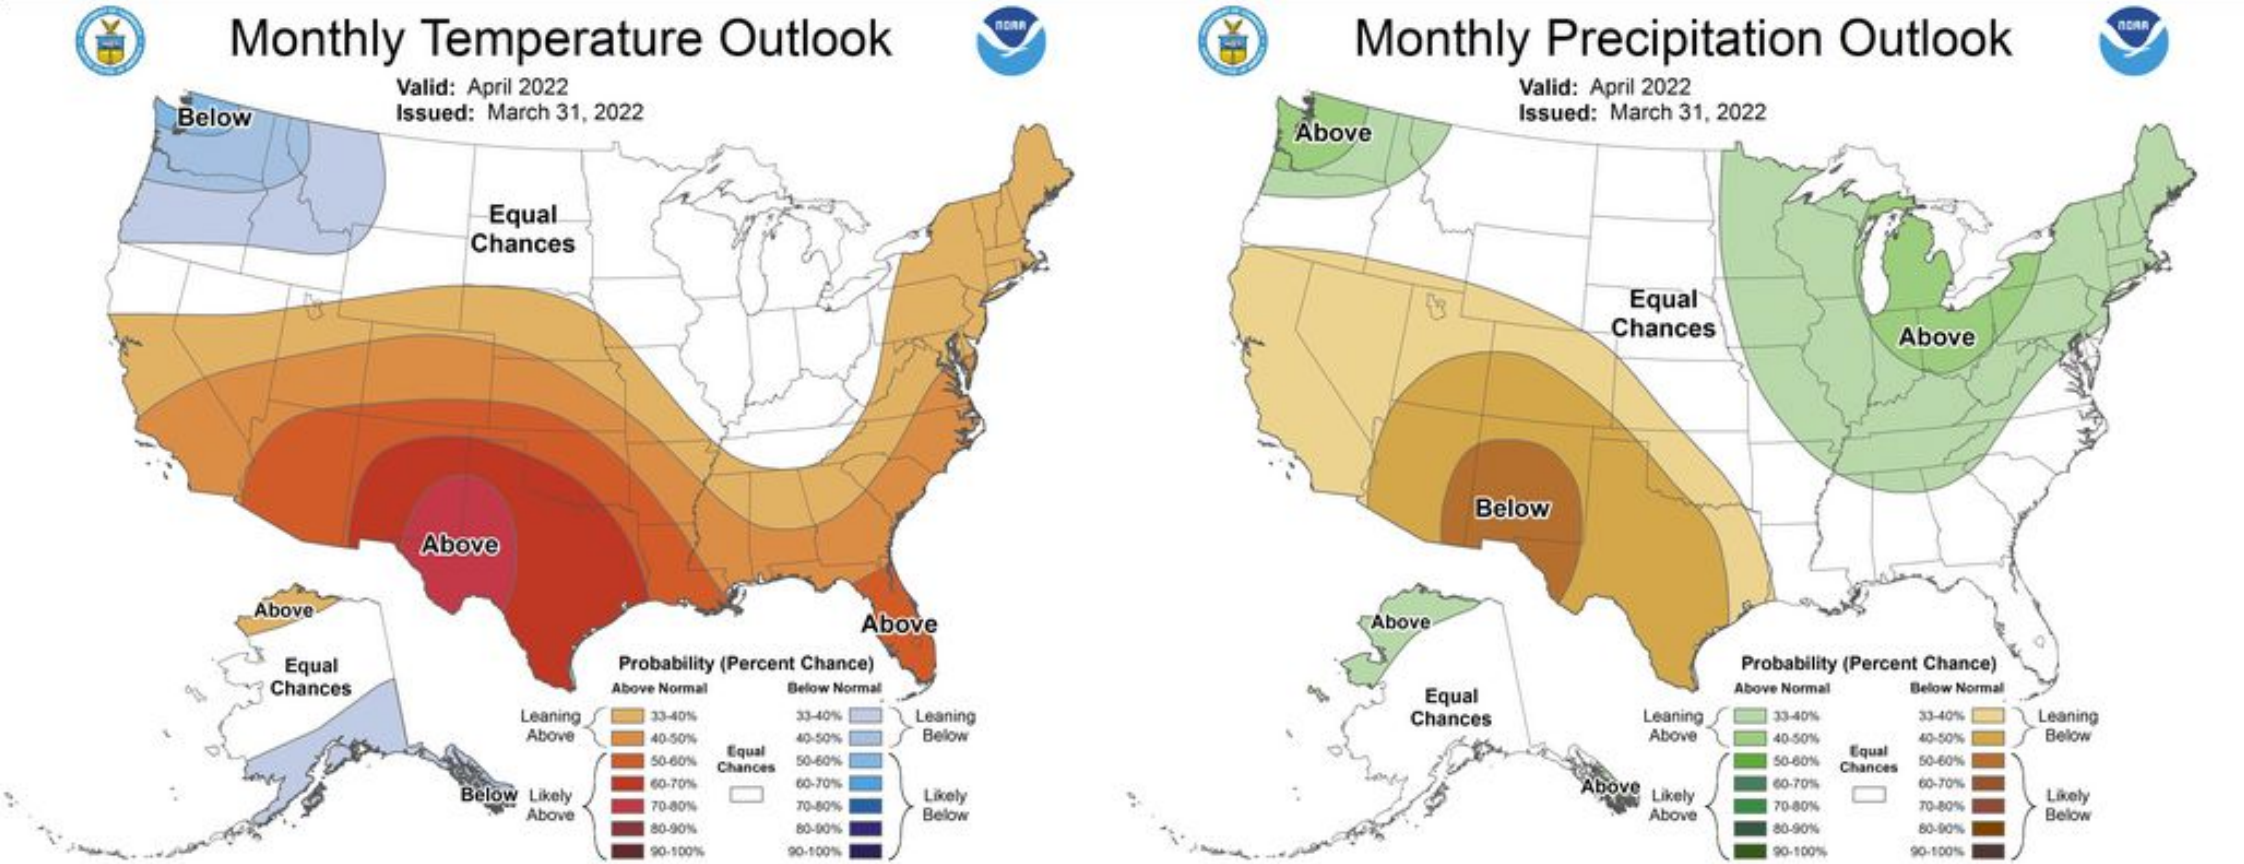 Monthly Temperature Outlook
NOAA
Valid: April 2022
Issued: March 31, 2022
Below
Equal
Chances
Above
Above
Above
Equal
Chances
Below
Probability (Percent Chance)
Above Normal
Below Normal
Leaning
Above
33-40%
40-50%
Likely
Above
50-60%
60-70%
70-80%
80-90%
90-100%
Equal
Chances
33-40%
40-50%
Leaning
Below
50-60%
60-70%
70-80%
80-90%
90-100%
Likely
Below
Monthly Precipitation Outlook
NOAA
Valid: April 2022
Issued: March 31, 2022
Above
Equal
Chances
Above
Below
Above
Equal
Chances
Above
Probability (Percent Chance)
Above Normal
Below Normal
Leaning
Above
33-40%
40-50%
Likely
Above
50-60%
60-70%
70-80%
80-90%
90-100%
Equal
Chances
33-40%
40-50%
Leaning
Below
50-60%
60-70%
70-80%
80-90%
90-100%
Likely
Below